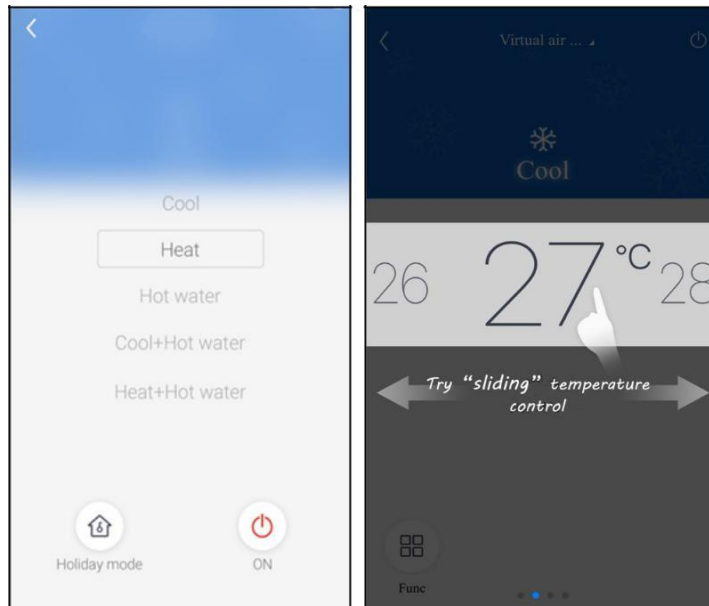 Cool
Heat
Hot water
Cool+Hot water
Heat+Hot water
Holiday mode
ON
Virtual air ...
Cool
26
27°C
28
Try “sliding” temperature
control
Func